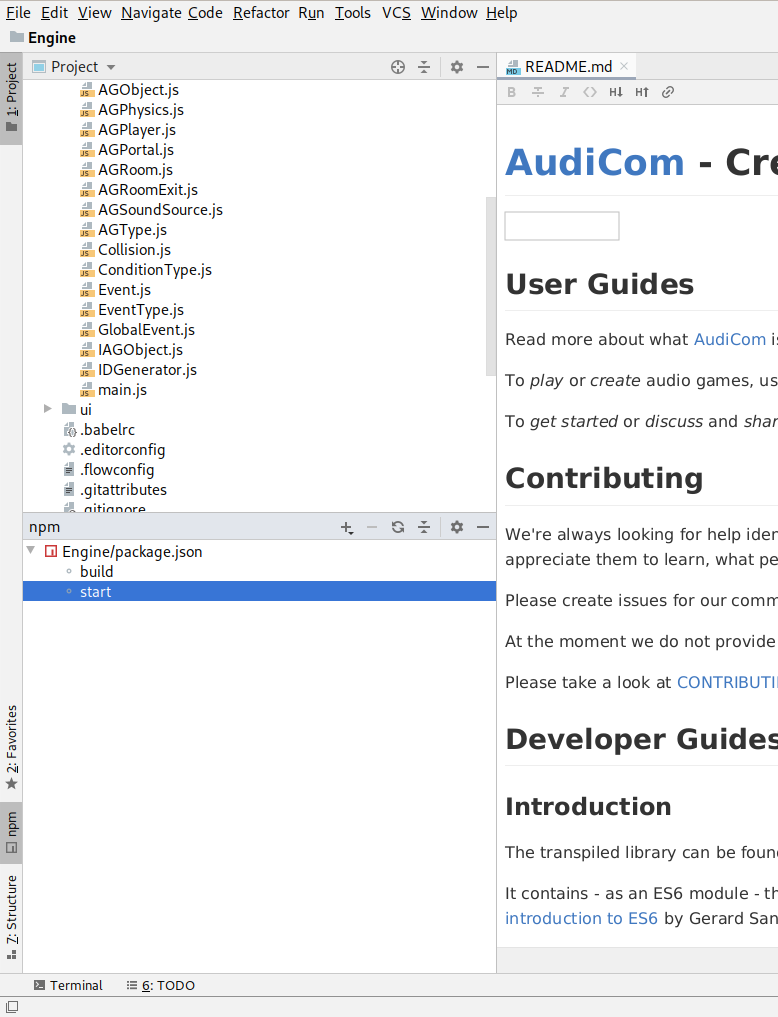 File Edit View Navigate Code Refactor Run Tools VCS Window Help
Engine
1: Project
Project
AGObject.js
AGPhysics.js
AGPlayer.js
AGPortal.js
AGRoom.js
AGRoomExit.js
AGSoundSource.js
AGType.js
Collision.js
ConditionType.js
Event.js
EventType.js
GlobalEvent.js
IAGObject.js
IDGenerator.js
main.js
ui
.babelrc
.editorconfig
.flowconfig
.gitattributes
.gitignore
npm
Engine/package.json
build
start
2: Favorites
npm
7: Structure
README.md
B I <> H↓ H↑
AudiCom - Cre
User Guides
Read more about what AudiCom is
To play or create audio games, us
To get started or discuss and shar
Contributing
We're always looking for help iden
appreciate them to learn, what pe
Please create issues for our comm
At the moment we do not provide
Please take a look at CONTRIBUTI
Developer Guides
Introduction
The transpiled library can be foun
It contains - as an ES6 module - th
introduction to ES6 by Gerard San
Terminal 6: TODO